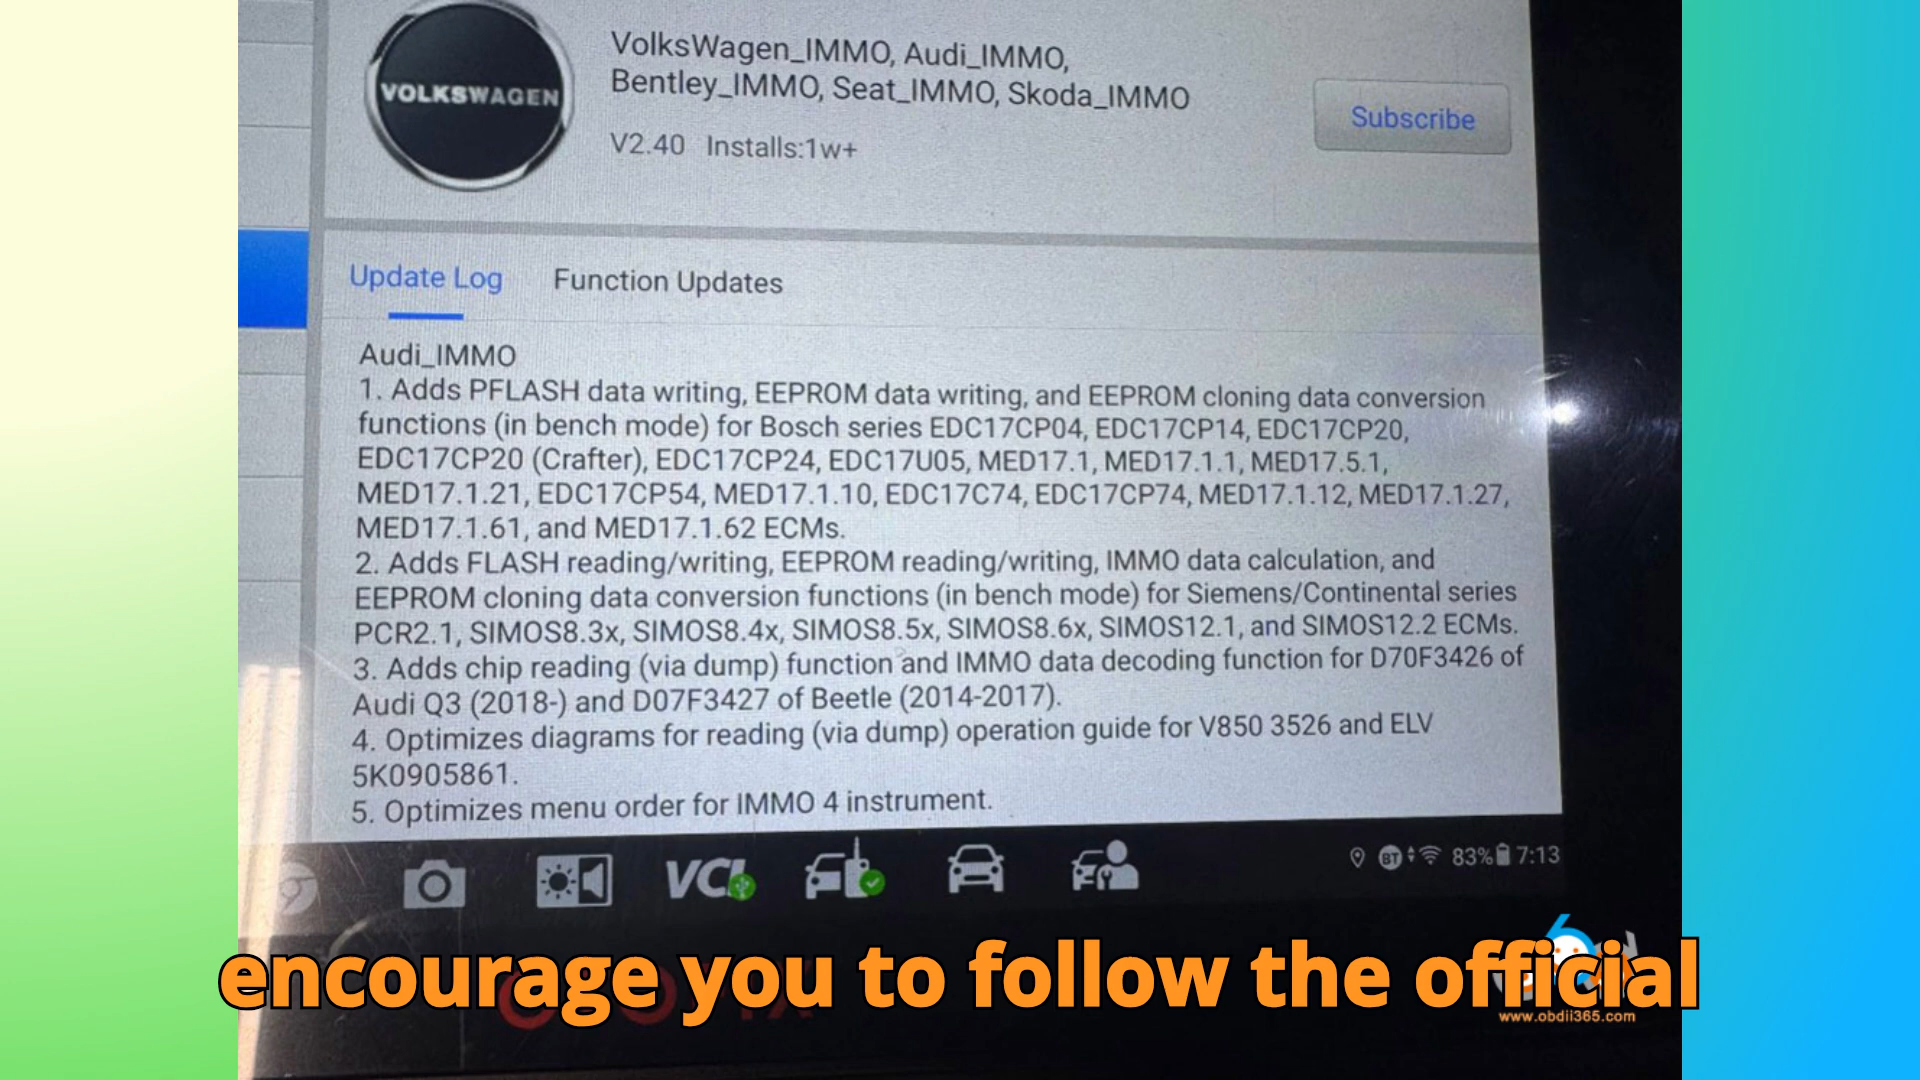 VOLKSWAGEN
VolksWagen_IMMO, Audi_IMMO,
Bentley_IMMO, Seat_IMMO, Skoda_IMMO
V2.40 Installs:1w+
Subscribe
Update Log Function Updates
Audi_IMMO
1. Adds PFLASH data writing, EEPROM data writing, and EEPROM cloning data conversion
functions (in bench mode) for Bosch series EDC17CP04, EDC17CP14, EDC17CP20,
EDC17CP20 (Crafter), EDC17CP24, EDC17U05, MED17.1, MED17.1.1, MED17.5.1,
MED17.1.21, EDC17CP54, MED17.1.10, EDC17C74, EDC17CP74, MED17.1.12, MED17.1.27,
MED17.1.61, and MED17.1.62 ECMs.
2. Adds FLASH reading/writing, EEPROM reading/writing, IMMO data calculation, and
EEPROM cloning data conversion functions (in bench mode) for Siemens/Continental series
PCR2.1, SIMOS8.3x, SIMOS8.4x, SIMOS8.5x, SIMOS8.6x, SIMOS12.1, and SIMOS12.2 ECMs.
3. Adds chip reading (via dump) function and IMMO data decoding function for D70F3426 of
Audi Q3 (2018-) and D07F3427 of Beetle (2014-2017).
4. Optimizes diagrams for reading (via dump) operation guide for V850 3526 and ELV
5K0905861.
5. Optimizes menu order for IMMO 4 instrument.
VCI
BT 83% 7:13
encourage you to follow the official
www.obdii365.com